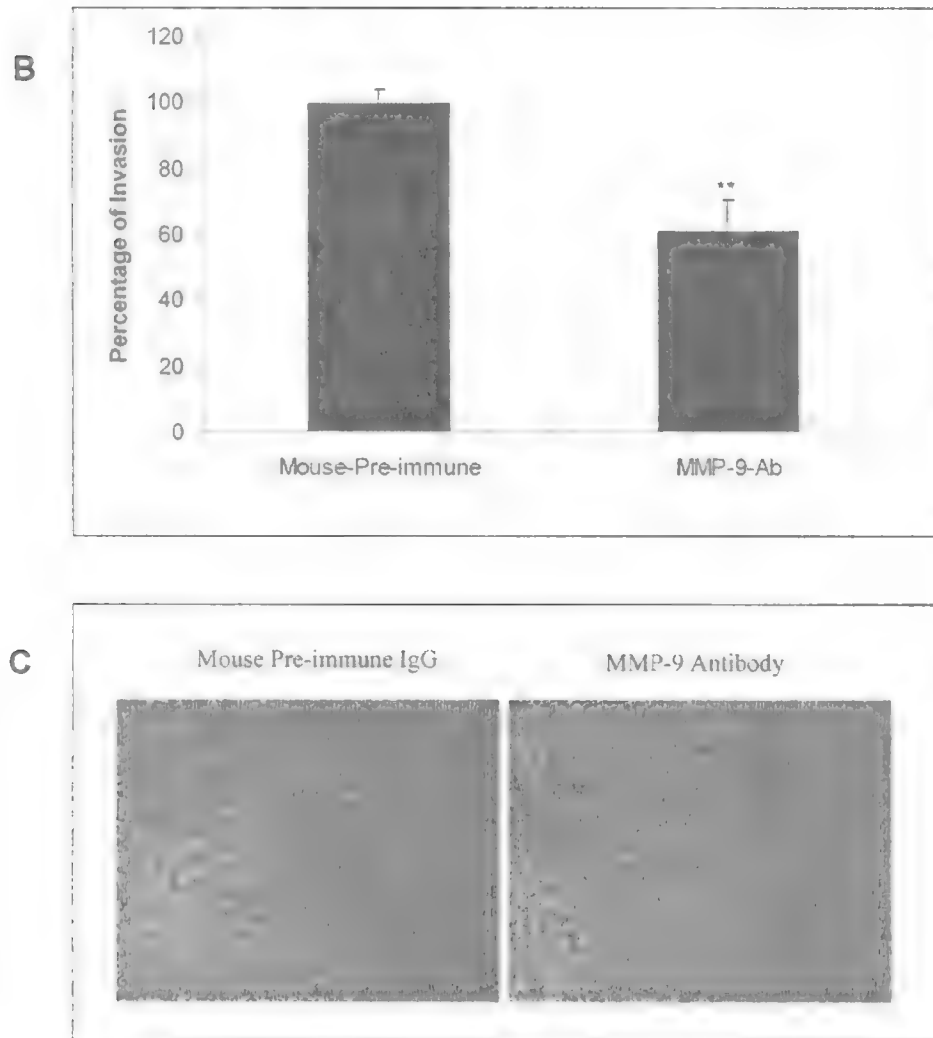 B
Percentage of Invasion
120
100
80
60
40
20
0
**
Mouse-Pre-immune
MMP-9-Ab
C
Mouse Pre-immune IgG
MMP-9 Antibody